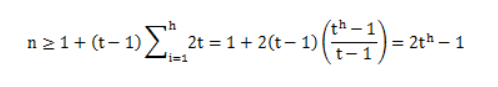 n ≥ 1 + (t − 1) ∑ᵢ₌₁ʰ 2t = 1 + 2(t − 1) ((tʰ − 1)/(t − 1)) = 2tʰ − 1